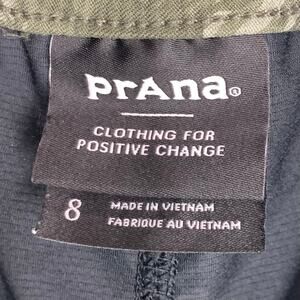 prAna®
CLOTHING FOR
POSITIVE CHANGE
8
MADE IN VIETNAM
FABRIQUE AU VIETNAM